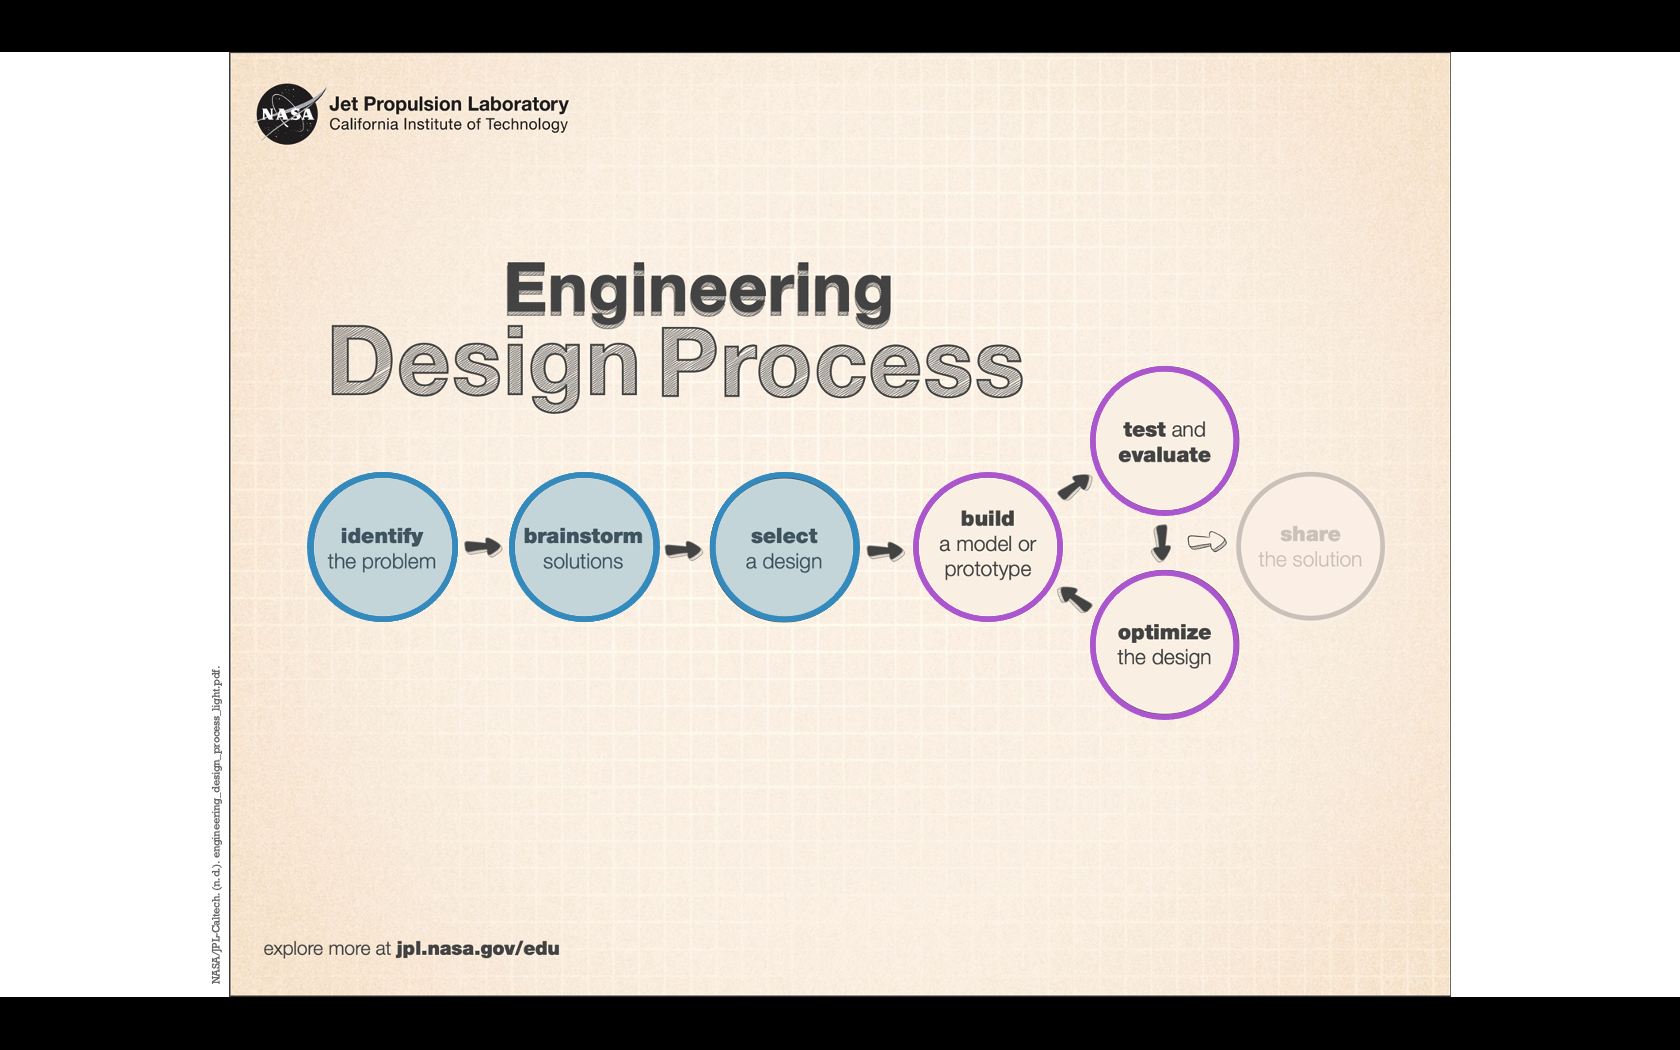 NASA
Jet Propulsion Laboratory
California Institute of Technology
Engineering
Design Process
identify
the problem
brainstorm
solutions
select
a design
build
a model or
prototype
test and
evaluate
optimize
the design
share
the solution
NASA/JPL-Caltech. (n.d.). engineering_design_process_light.pdf.
explore more at jpl.nasa.gov/edu